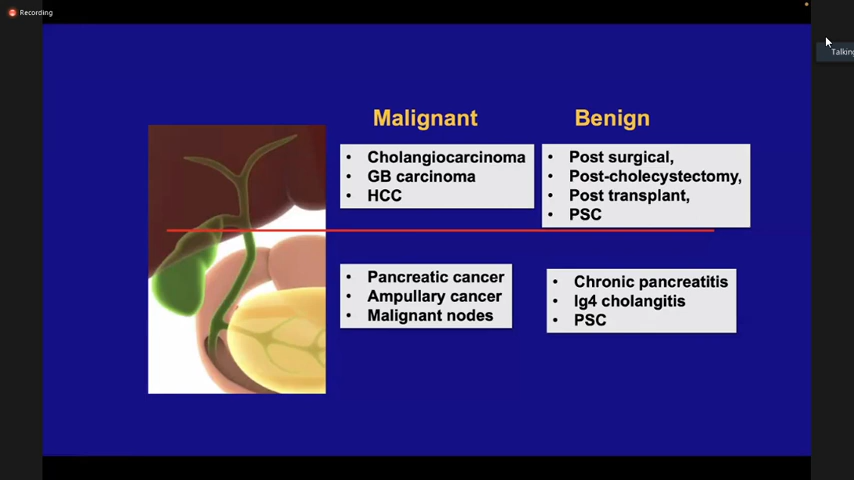 Recording
Talking
Malignant
Benign
• Cholangiocarcinoma
• GB carcinoma
• HCC
• Post surgical,
• Post-cholecystectomy,
• Post transplant,
• PSC
• Pancreatic cancer
• Ampullary cancer
• Malignant nodes
• Chronic pancreatitis
• Ig4 cholangitis
• PSC